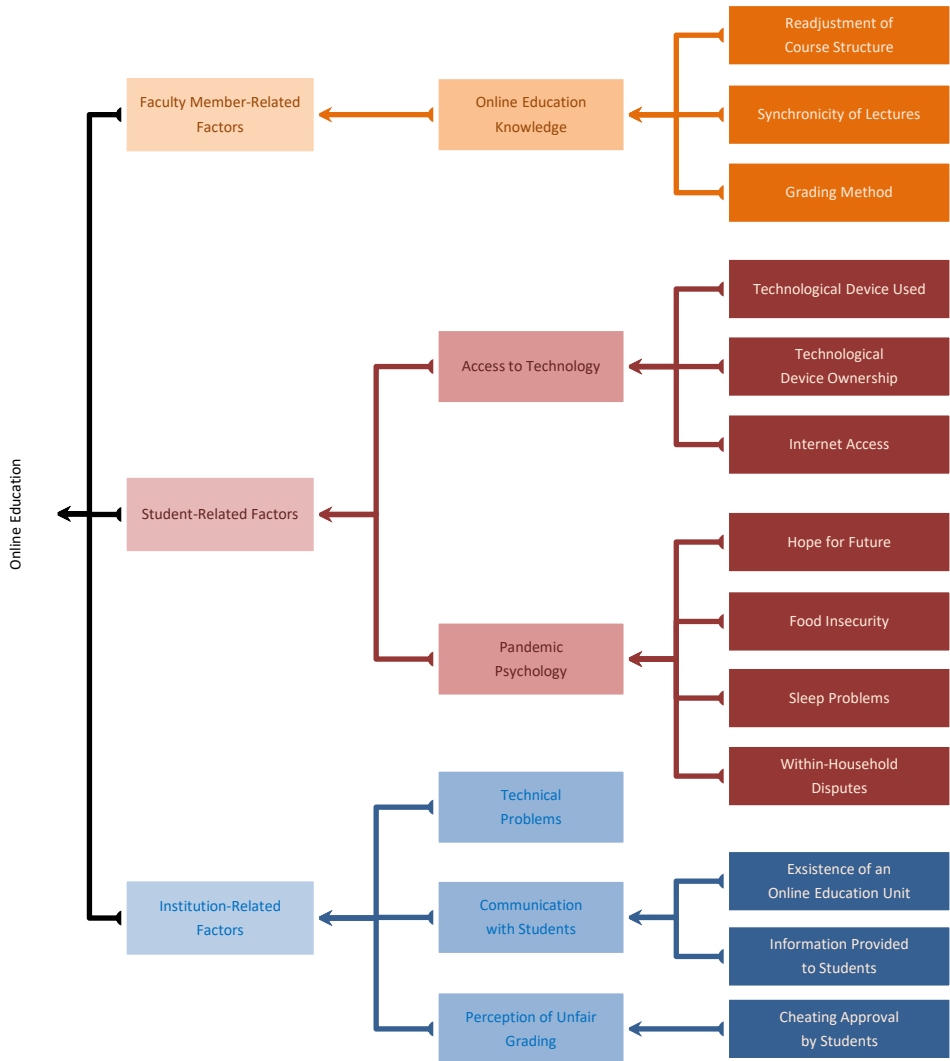 Online Education
Faculty Member-Related
Factors
Online Education
Knowledge
Readjustment of
Course Structure
Synchronicity of Lectures
Grading Method
Student-Related Factors
Access to Technology
Technological Device Used
Technological
Device Ownership
Internet Access
Pandemic
Psychology
Hope for Future
Food Insecurity
Sleep Problems
Within-Household
Disputes
Institution-Related
Factors
Technical
Problems
Communication
with Students
Exsistence of an
Online Education Unit
Information Provided
to Students
Perception of Unfair
Grading
Cheating Approval
by Students